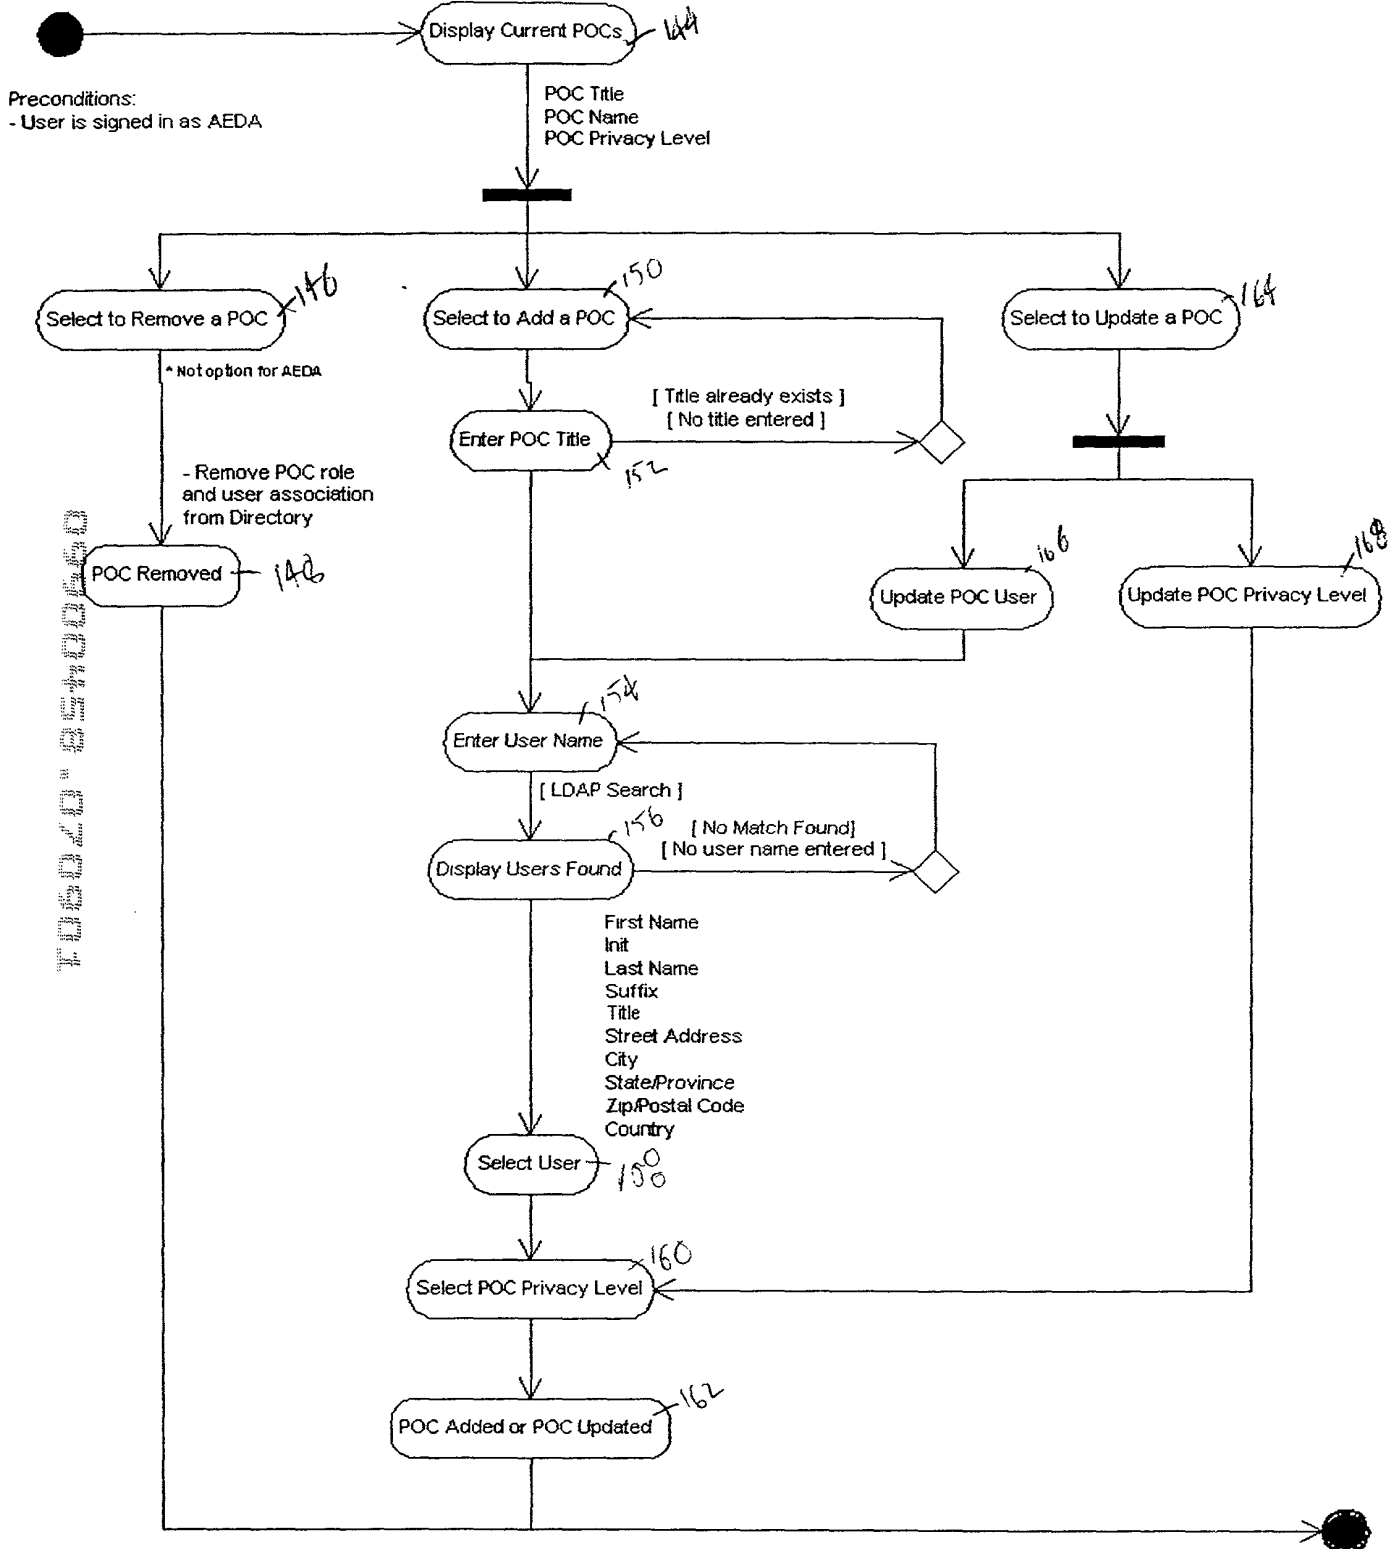 Display Current POCs
144
Preconditions:
- User is signed in as AEDA
POC Title
POC Name
POC Privacy Level
Select to Remove a POC
146
Select to Add a POC
150
Select to Update a POC
164
* Not option for AEDA
[ Title already exists ]
[ No title entered ]
Enter POC Title
152
- Remove POC role
and user association
from Directory
POC Removed
148
Update POC User
166
Update POC Privacy Level
168
Enter User Name
154
[ LDAP Search ]
156
[ No Match Found]
[ No user name entered ]
Display Users Found
First Name
Init
Last Name
Suffix
Title
Street Address
City
State/Province
Zip/Postal Code
Country
Select User
158
Select POC Privacy Level
160
POC Added or POC Updated
162